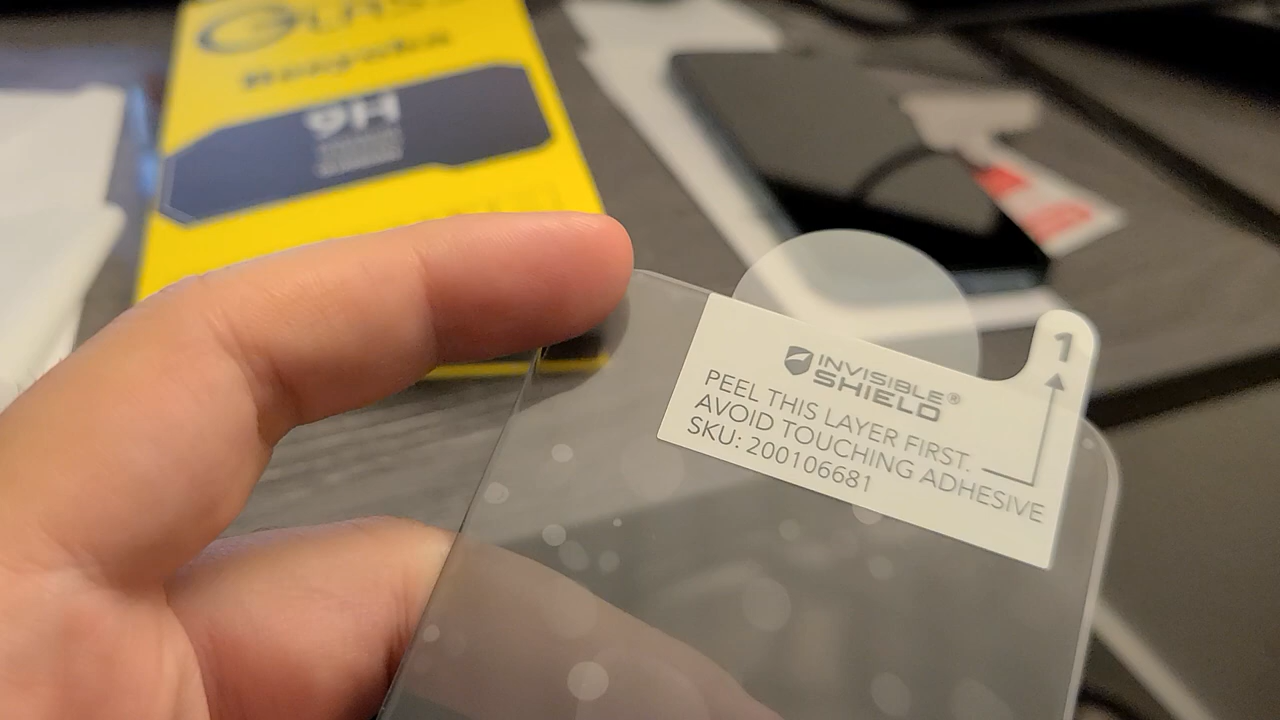 9H
1
INVISIBLE
SHIELD®
PEEL THIS LAYER FIRST.
AVOID TOUCHING ADHESIVE
SKU: 200106681